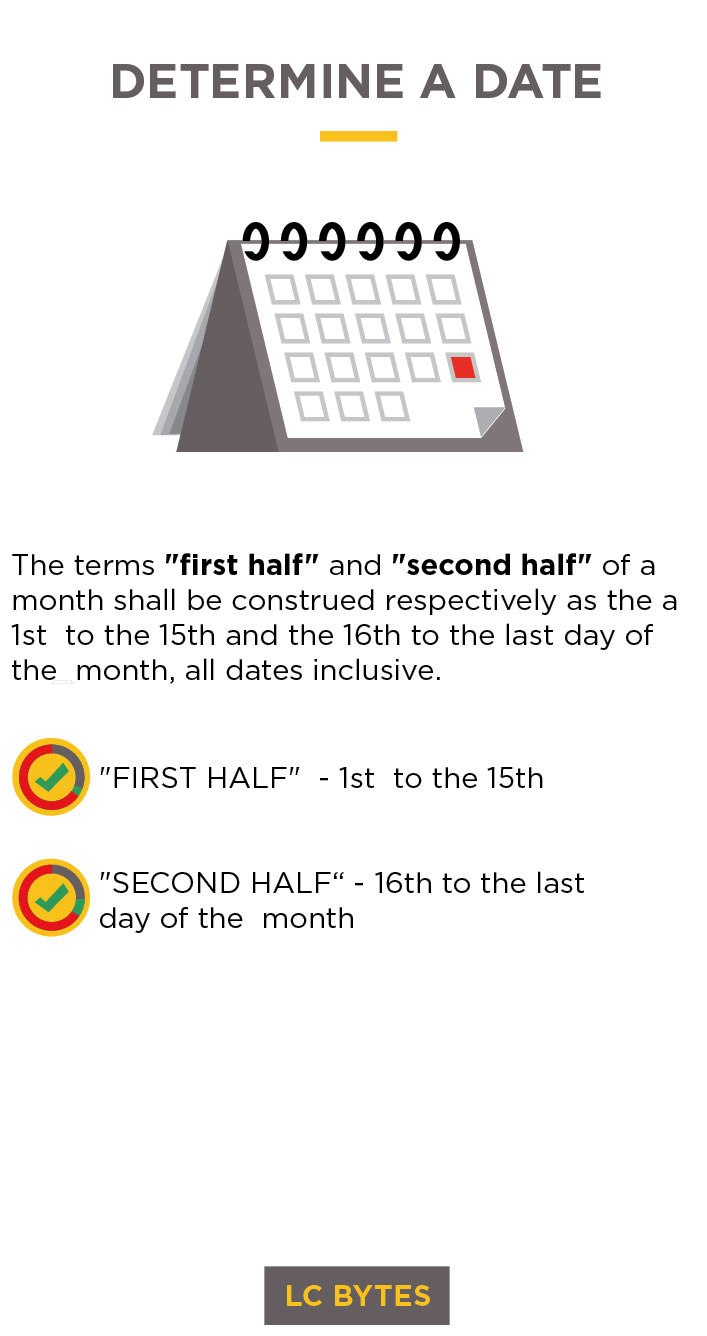 DETERMINE A DATE
The terms "first half" and "second half" of a
month shall be construed respectively as the a
1st  to the 15th and the 16th to the last day of
the  month, all dates inclusive.
"FIRST HALF"  - 1st  to the 15th
"SECOND HALF“ - 16th to the last
day of the  month
LC BYTES